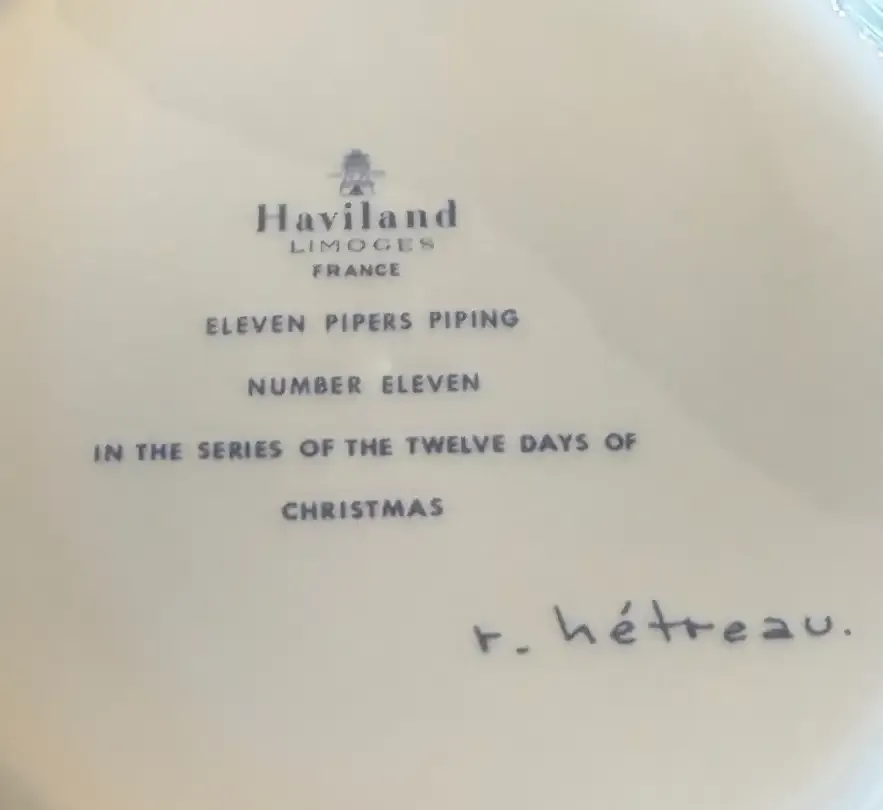 Haviland
LIMOGES
FRANCE
ELEVEN PIPERS PIPING
NUMBER ELEVEN
IN THE SERIES OF THE TWELVE DAYS OF
CHRISTMAS
r. hétreau.